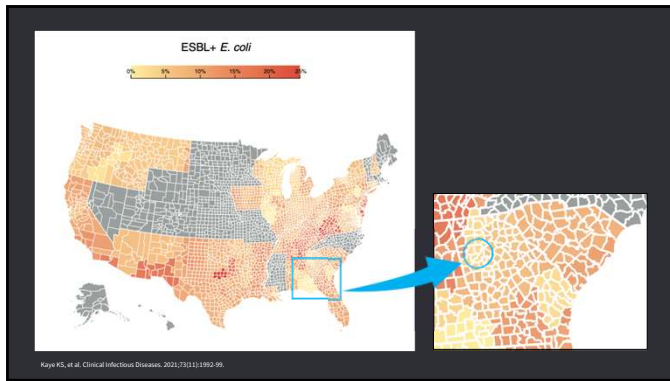 ESBL+ E. coli
0% 5% 10% 15% 20% 25%
Kaye KS, et al. Clinical Infectious Diseases. 2021;73(11):1992-99.